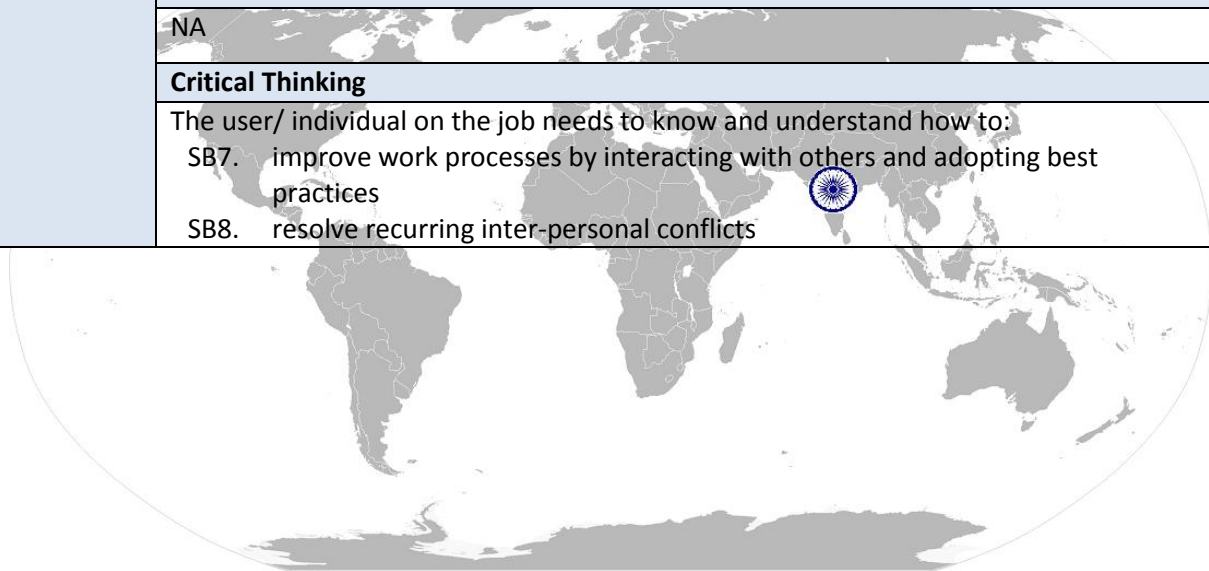 NA
Critical Thinking
The user/ individual on the job needs to know and understand how to:
SB7. improve work processes by interacting with others and adopting best
practices
SB8. resolve recurring inter-personal conflicts